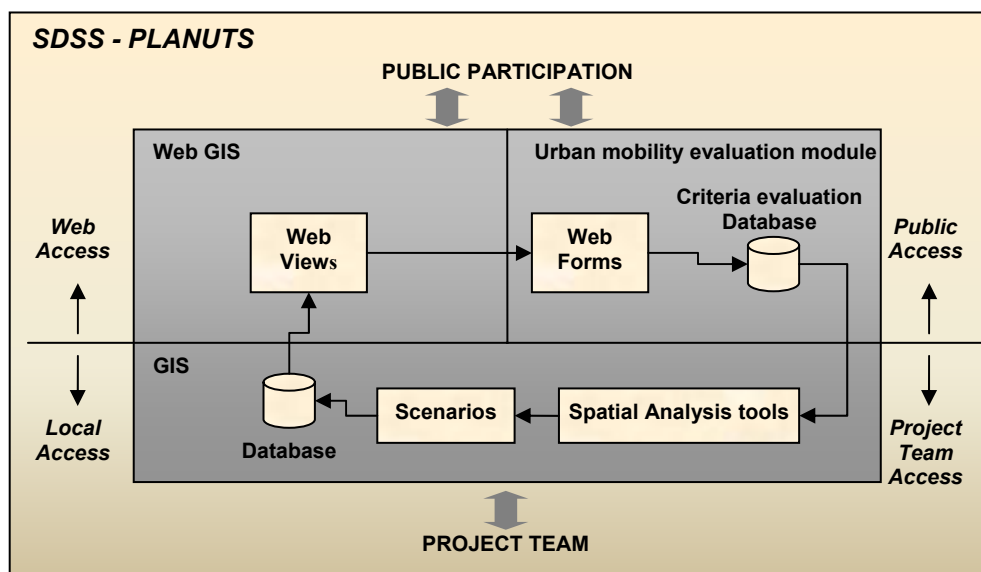 SDSS - PLANUTS
PUBLIC PARTICIPATION
Web GIS
Urban mobility evaluation module
Criteria evaluation
Database
Web
Access
Web
Views
Web
Forms
Public
Access
GIS
Local
Access
Database
Scenarios
Spatial Analysis tools
Project
Team
Access
PROJECT TEAM